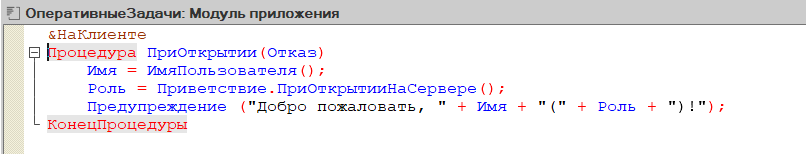 ОперативныеЗадачи: Модуль приложения
&НаКлиенте
Процедура ПриОткрытии(Отказ)
Имя = ИмяПользователя();
Роль = Приветствие.ПриОткрытииНаСервере();
Предупреждение ("Добро пожаловать, " + Имя + "(" + Роль + ")!");
КонецПроцедуры